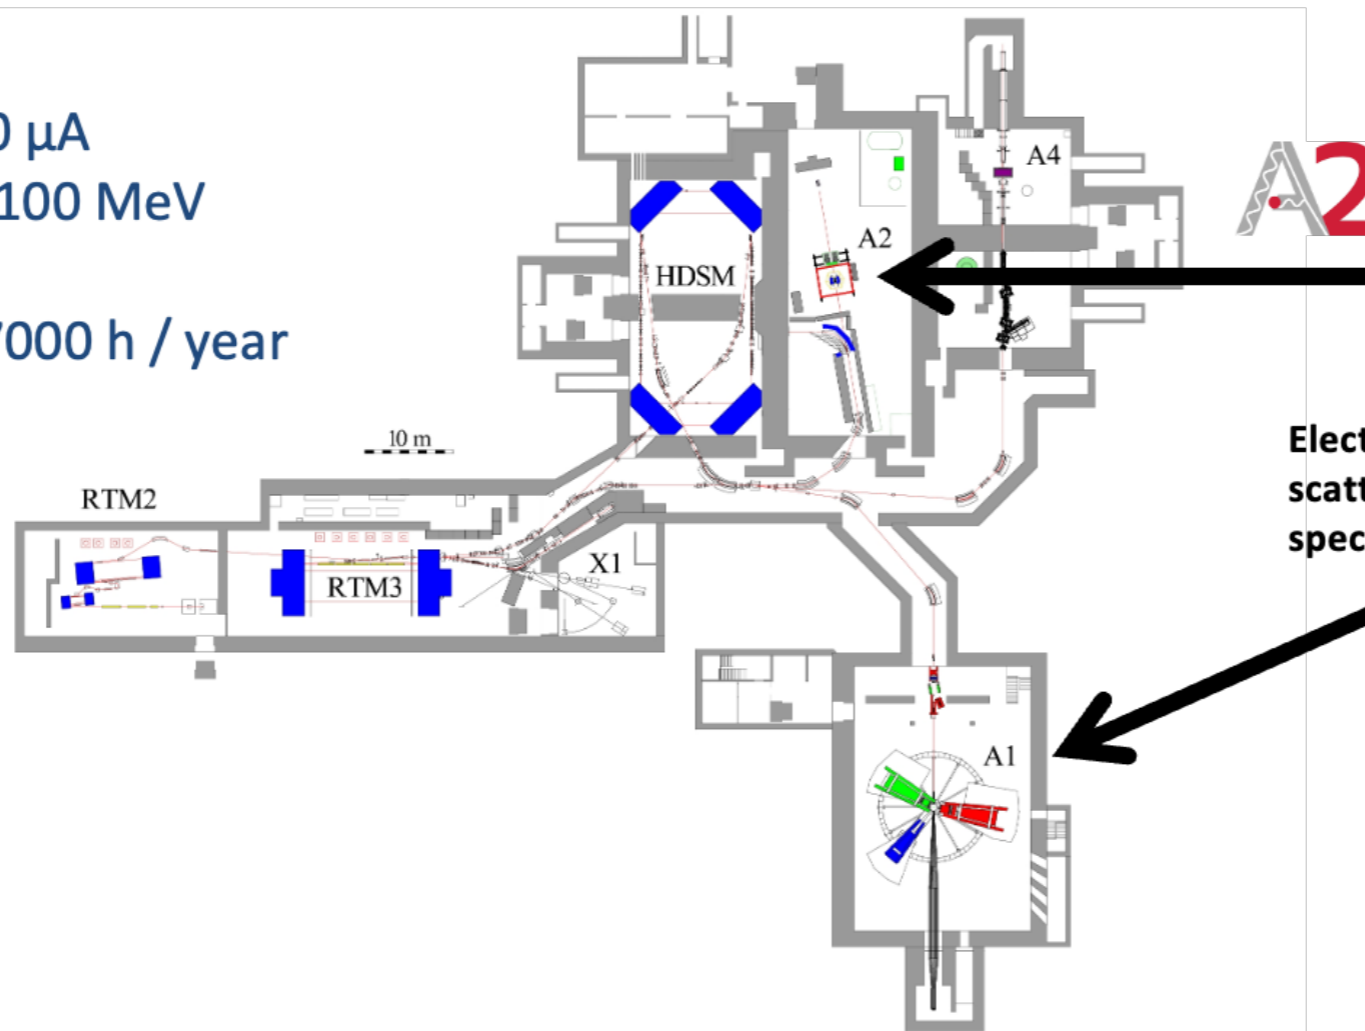 0 µA
100 MeV
7000 h / year
A4
A2
A2
HDSM
10 m
RTM2
RTM3
X1
A1
Elect
scatt
spec